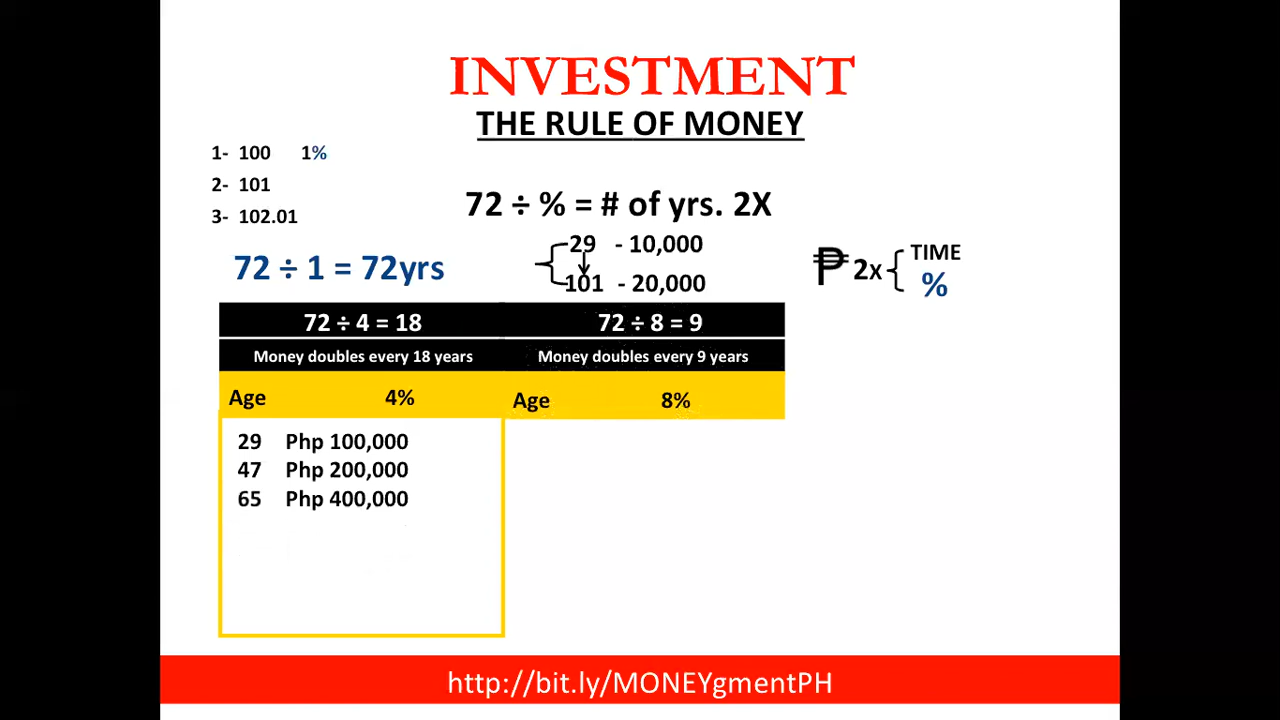 INVESTMENT
THE RULE OF MONEY
1- 100 1%
2- 101
3- 102.01
72 ÷ % = # of yrs. 2X
72 ÷ 1 = 72yrs
29 - 10,000
101 - 20,000
₱ 2x { TIME
%
72 ÷ 4 = 18
Money doubles every 18 years
Age 4%
29 Php 100,000
47 Php 200,000
65 Php 400,000
72 ÷ 8 = 9
Money doubles every 9 years
Age 8%
http://bit.ly/MONEYgmentPH